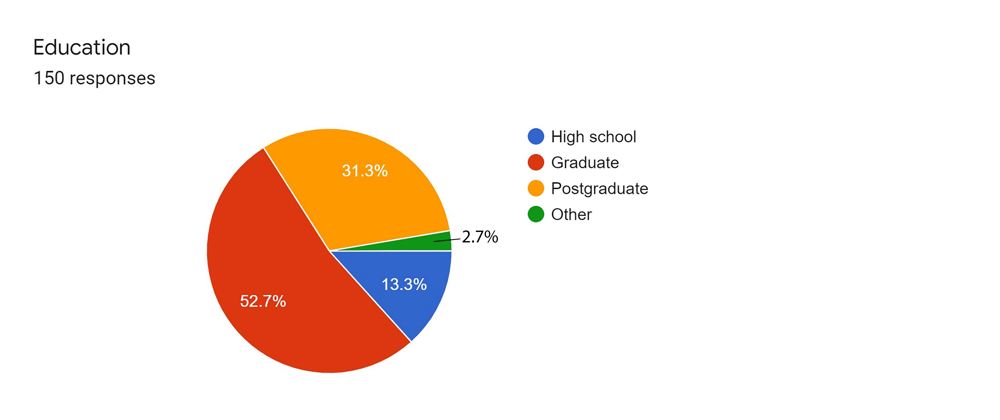 Education
150 responses
31.3%
2.7%
13.3%
52.7%
High school
Graduate
Postgraduate
Other